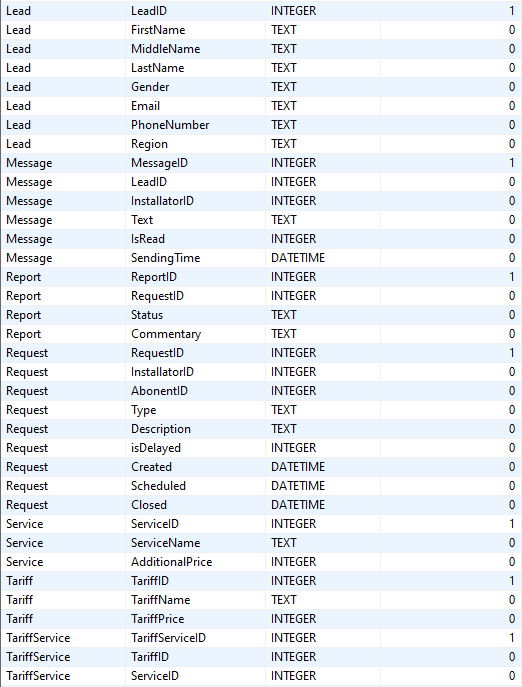 Lead LeadID INTEGER 1
Lead FirstName TEXT 0
Lead MiddleName TEXT 0
Lead LastName TEXT 0
Lead Gender TEXT 0
Lead Email TEXT 0
Lead PhoneNumber TEXT 0
Lead Region TEXT 0
Message MessageID INTEGER 1
Message LeadID INTEGER 0
Message InstallatorID INTEGER 0
Message Text TEXT 0
Message IsRead INTEGER 0
Message SendingTime DATETIME 0
Report ReportID INTEGER 1
Report RequestID INTEGER 0
Report Status TEXT 0
Report Commentary TEXT 0
Request RequestID INTEGER 1
Request InstallatorID INTEGER 0
Request AbonentID INTEGER 0
Request Type TEXT 0
Request Description TEXT 0
Request isDelayed INTEGER 0
Request Created DATETIME 0
Request Scheduled DATETIME 0
Request Closed DATETIME 0
Service ServiceID INTEGER 1
Service ServiceName TEXT 0
Service AdditionalPrice INTEGER 0
Tariff TariffID INTEGER 1
Tariff TariffName TEXT 0
Tariff TariffPrice INTEGER 0
TariffService TariffServiceID INTEGER 1
TariffService TariffID INTEGER 0
TariffService ServiceID INTEGER 0